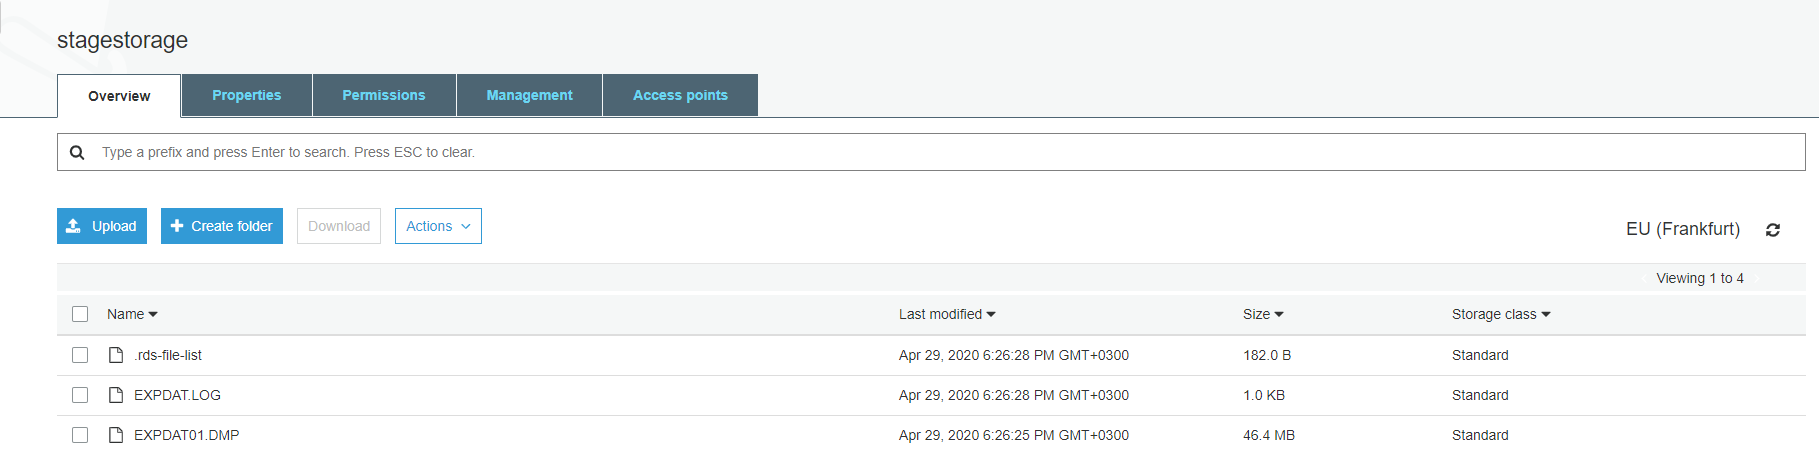 stagestorage
Overview Properties Permissions Management Access points
Type a prefix and press Enter to search. Press ESC to clear.
Upload Create folder Download Actions EU (Frankfurt)
Viewing 1 to 4
Name Last modified Size Storage class
.rds-file-list Apr 29, 2020 6:26:28 PM GMT+0300 182.0 B Standard
EXPDAT.LOG Apr 29, 2020 6:26:28 PM GMT+0300 1.0 KB Standard
EXPDAT01.DMP Apr 29, 2020 6:26:25 PM GMT+0300 46.4 MB Standard